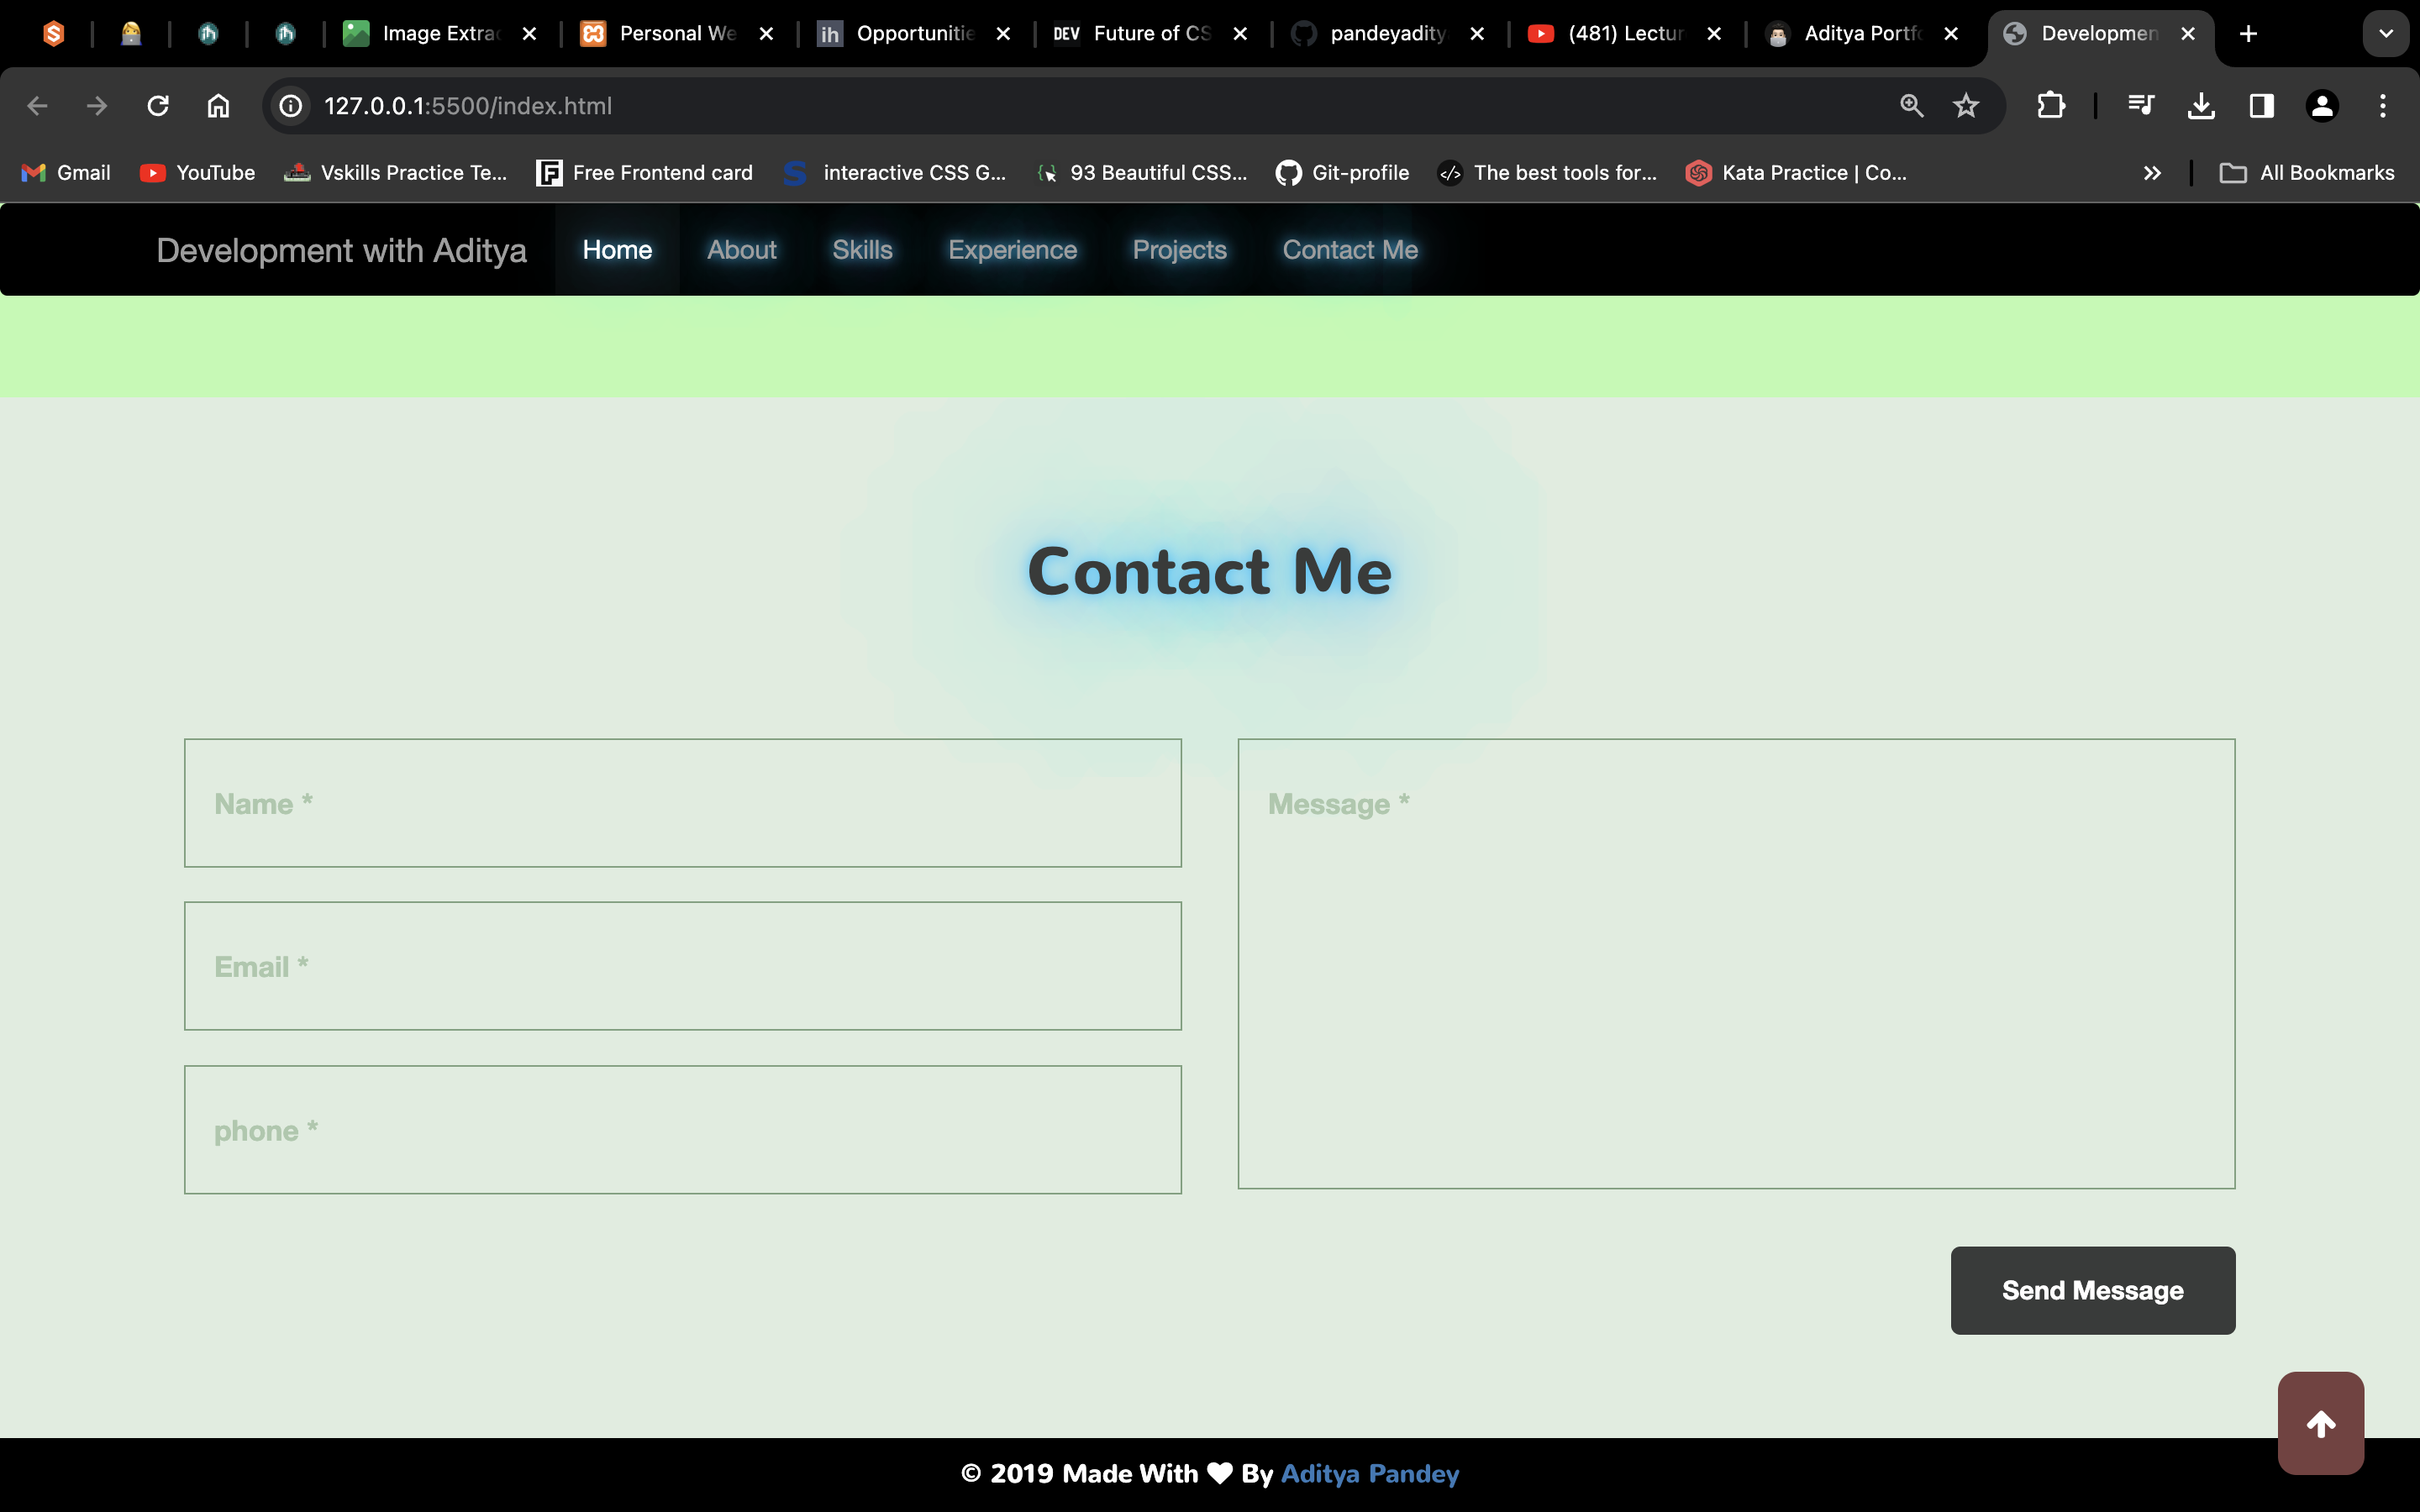 Image Extrac Personal We ih Opportunitie DEV Future of CS pandeyadity (481) Lectur Aditya Portfo Developmen
127.0.0.1:5500/index.html
Gmail YouTube Vskills Practice Te... Free Frontend card interactive CSS G... 93 Beautiful CSS... Git-profile The best tools for... Kata Practice | Co... All Bookmarks
Development with Aditya Home About Skills Experience Projects Contact Me
Contact Me
Name *
Message *
Email *
phone *
Send Message
© 2019 Made With By Aditya Pandey